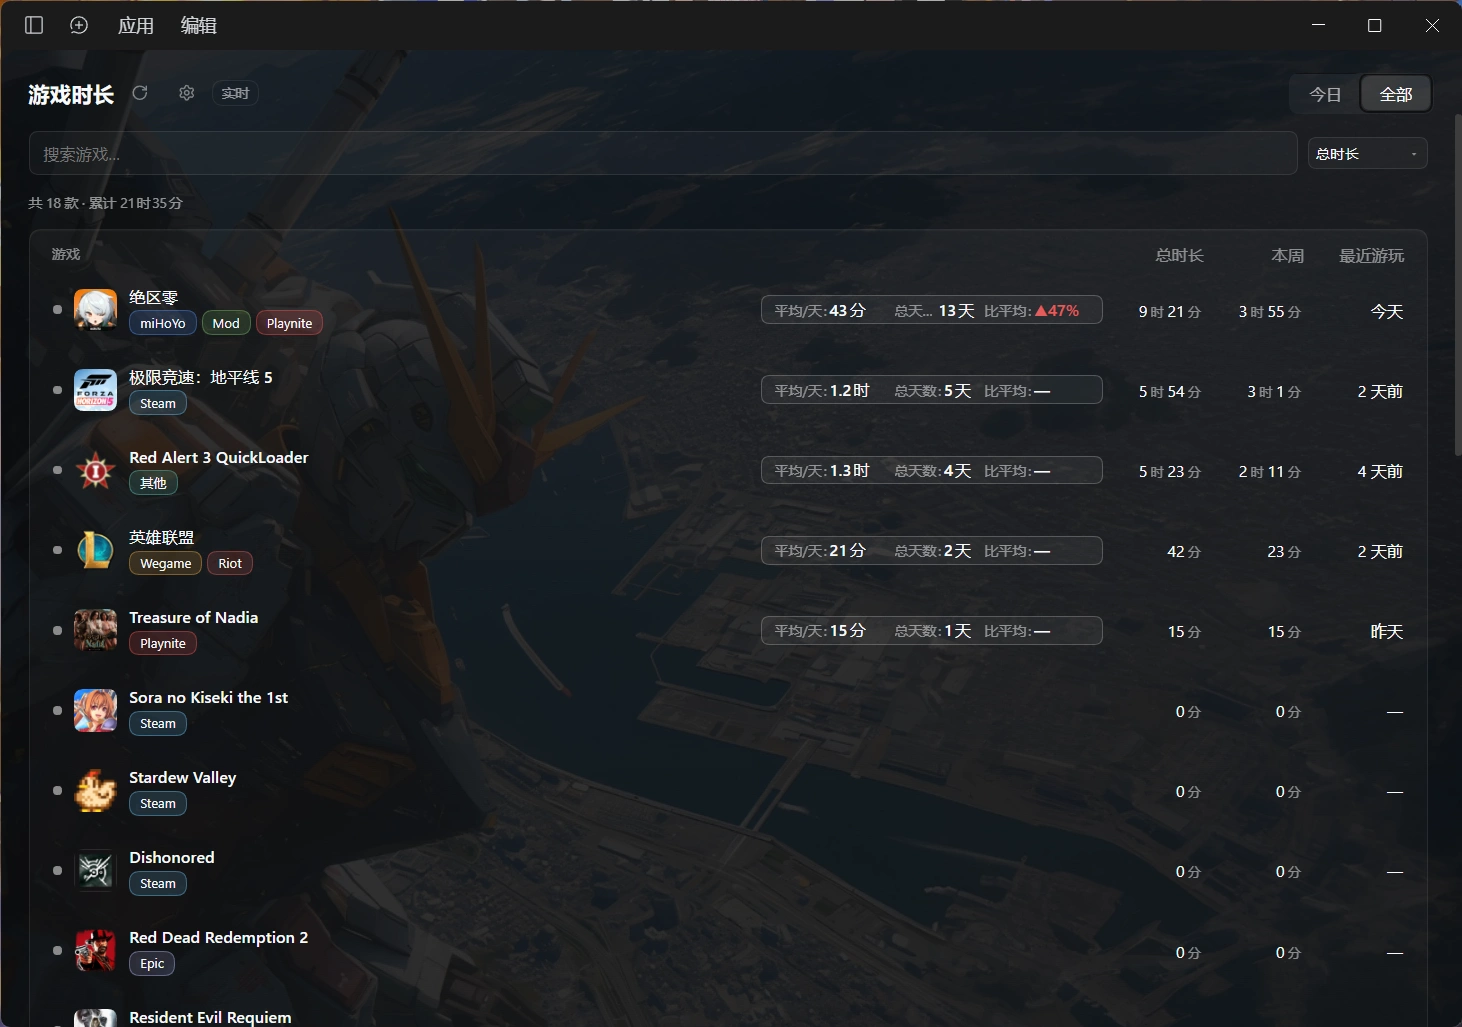 应用 编辑
游戏时长 实时 今日 全部
搜索游戏... 总时长
共 18 款 · 累计 21时35分
游戏 总时长 本周 最近游玩
绝区零
miHoYo Mod Playnite
平均/天: 43分 总天... 13天 比平均: ▲47% 9 时 21 分 3 时 55 分 今天
极限竞速：地平线 5
Steam
FORZA
HORIZON 5
平均/天: 1.2时 总天数: 5天 比平均: — 5 时 54 分 3 时 1 分 2 天前
Red Alert 3 QuickLoader
其他
平均/天: 1.3时 总天数: 4天 比平均: — 5 时 23 分 2 时 11 分 4 天前
英雄联盟
Wegame Riot
平均/天: 21分 总天数: 2天 比平均: — 42 分 23 分 2 天前
Treasure of Nadia
Playnite
平均/天: 15分 总天数: 1天 比平均: — 15 分 15 分 昨天
Sora no Kiseki the 1st
Steam
0 分 0 分 —
Stardew Valley
Steam
0 分 0 分 —
Dishonored
Steam
0 分 0 分 —
Red Dead Redemption 2
Epic
0 分 0 分 —
Resident Evil Requiem